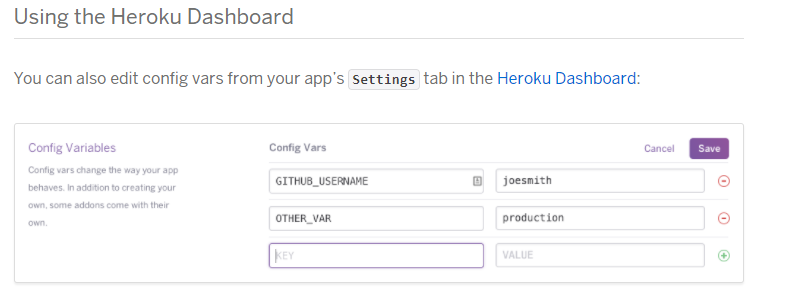 Using the Heroku Dashboard
You can also edit config vars from your app's Settings tab in the Heroku Dashboard:
Config Variables
Config vars change the way your app
behaves. In addition to creating your
own, some addons come with their
own.
Config Vars
Cancel
Save
GITHUB_USERNAME
joesmith
OTHER_VAR
production
KEY
VALUE